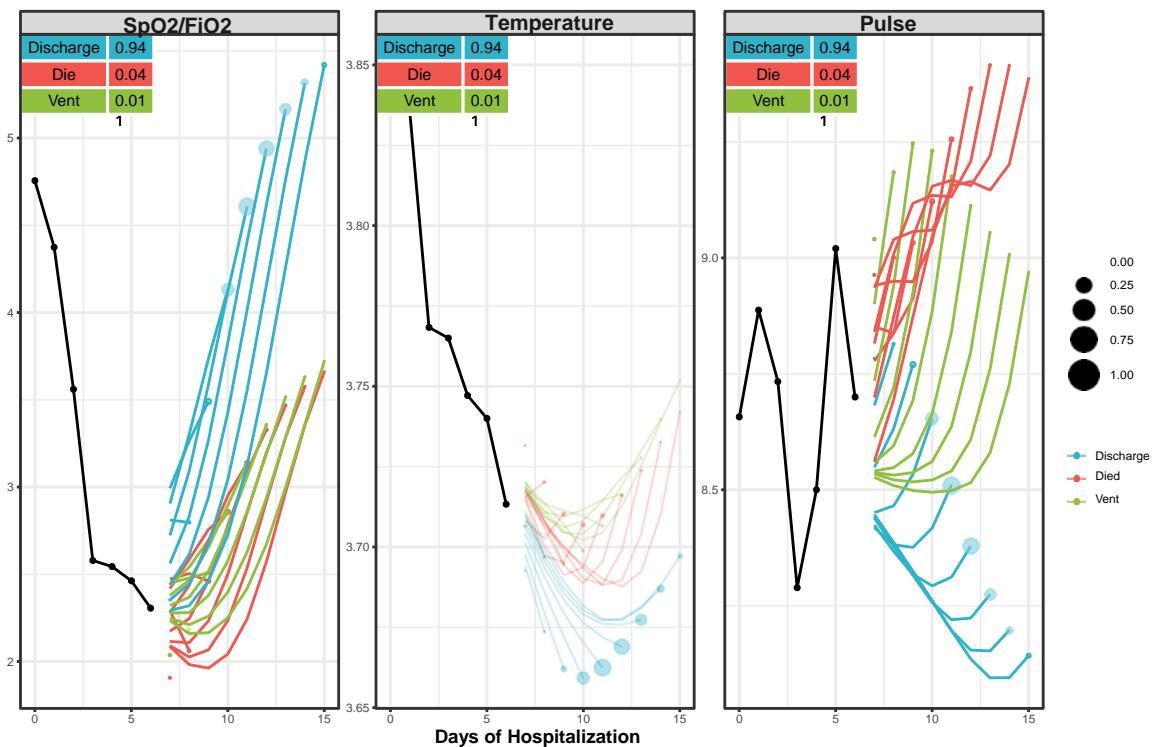 SpO2/FiO2
Discharge 0.94
Die 0.04
Vent 0.01
1
5
4
3
2
0 5 10 15
Temperature
Discharge 0.94
Die 0.04
Vent 0.01
1
3.85
3.80
3.75
3.70
3.65
0 5 10 15
Pulse
Discharge 0.94
Die 0.04
Vent 0.01
1
9.0
8.5
0 5 10 15
Days of Hospitalization
0.00
0.25
0.50
0.75
1.00
Discharge
Died
Vent